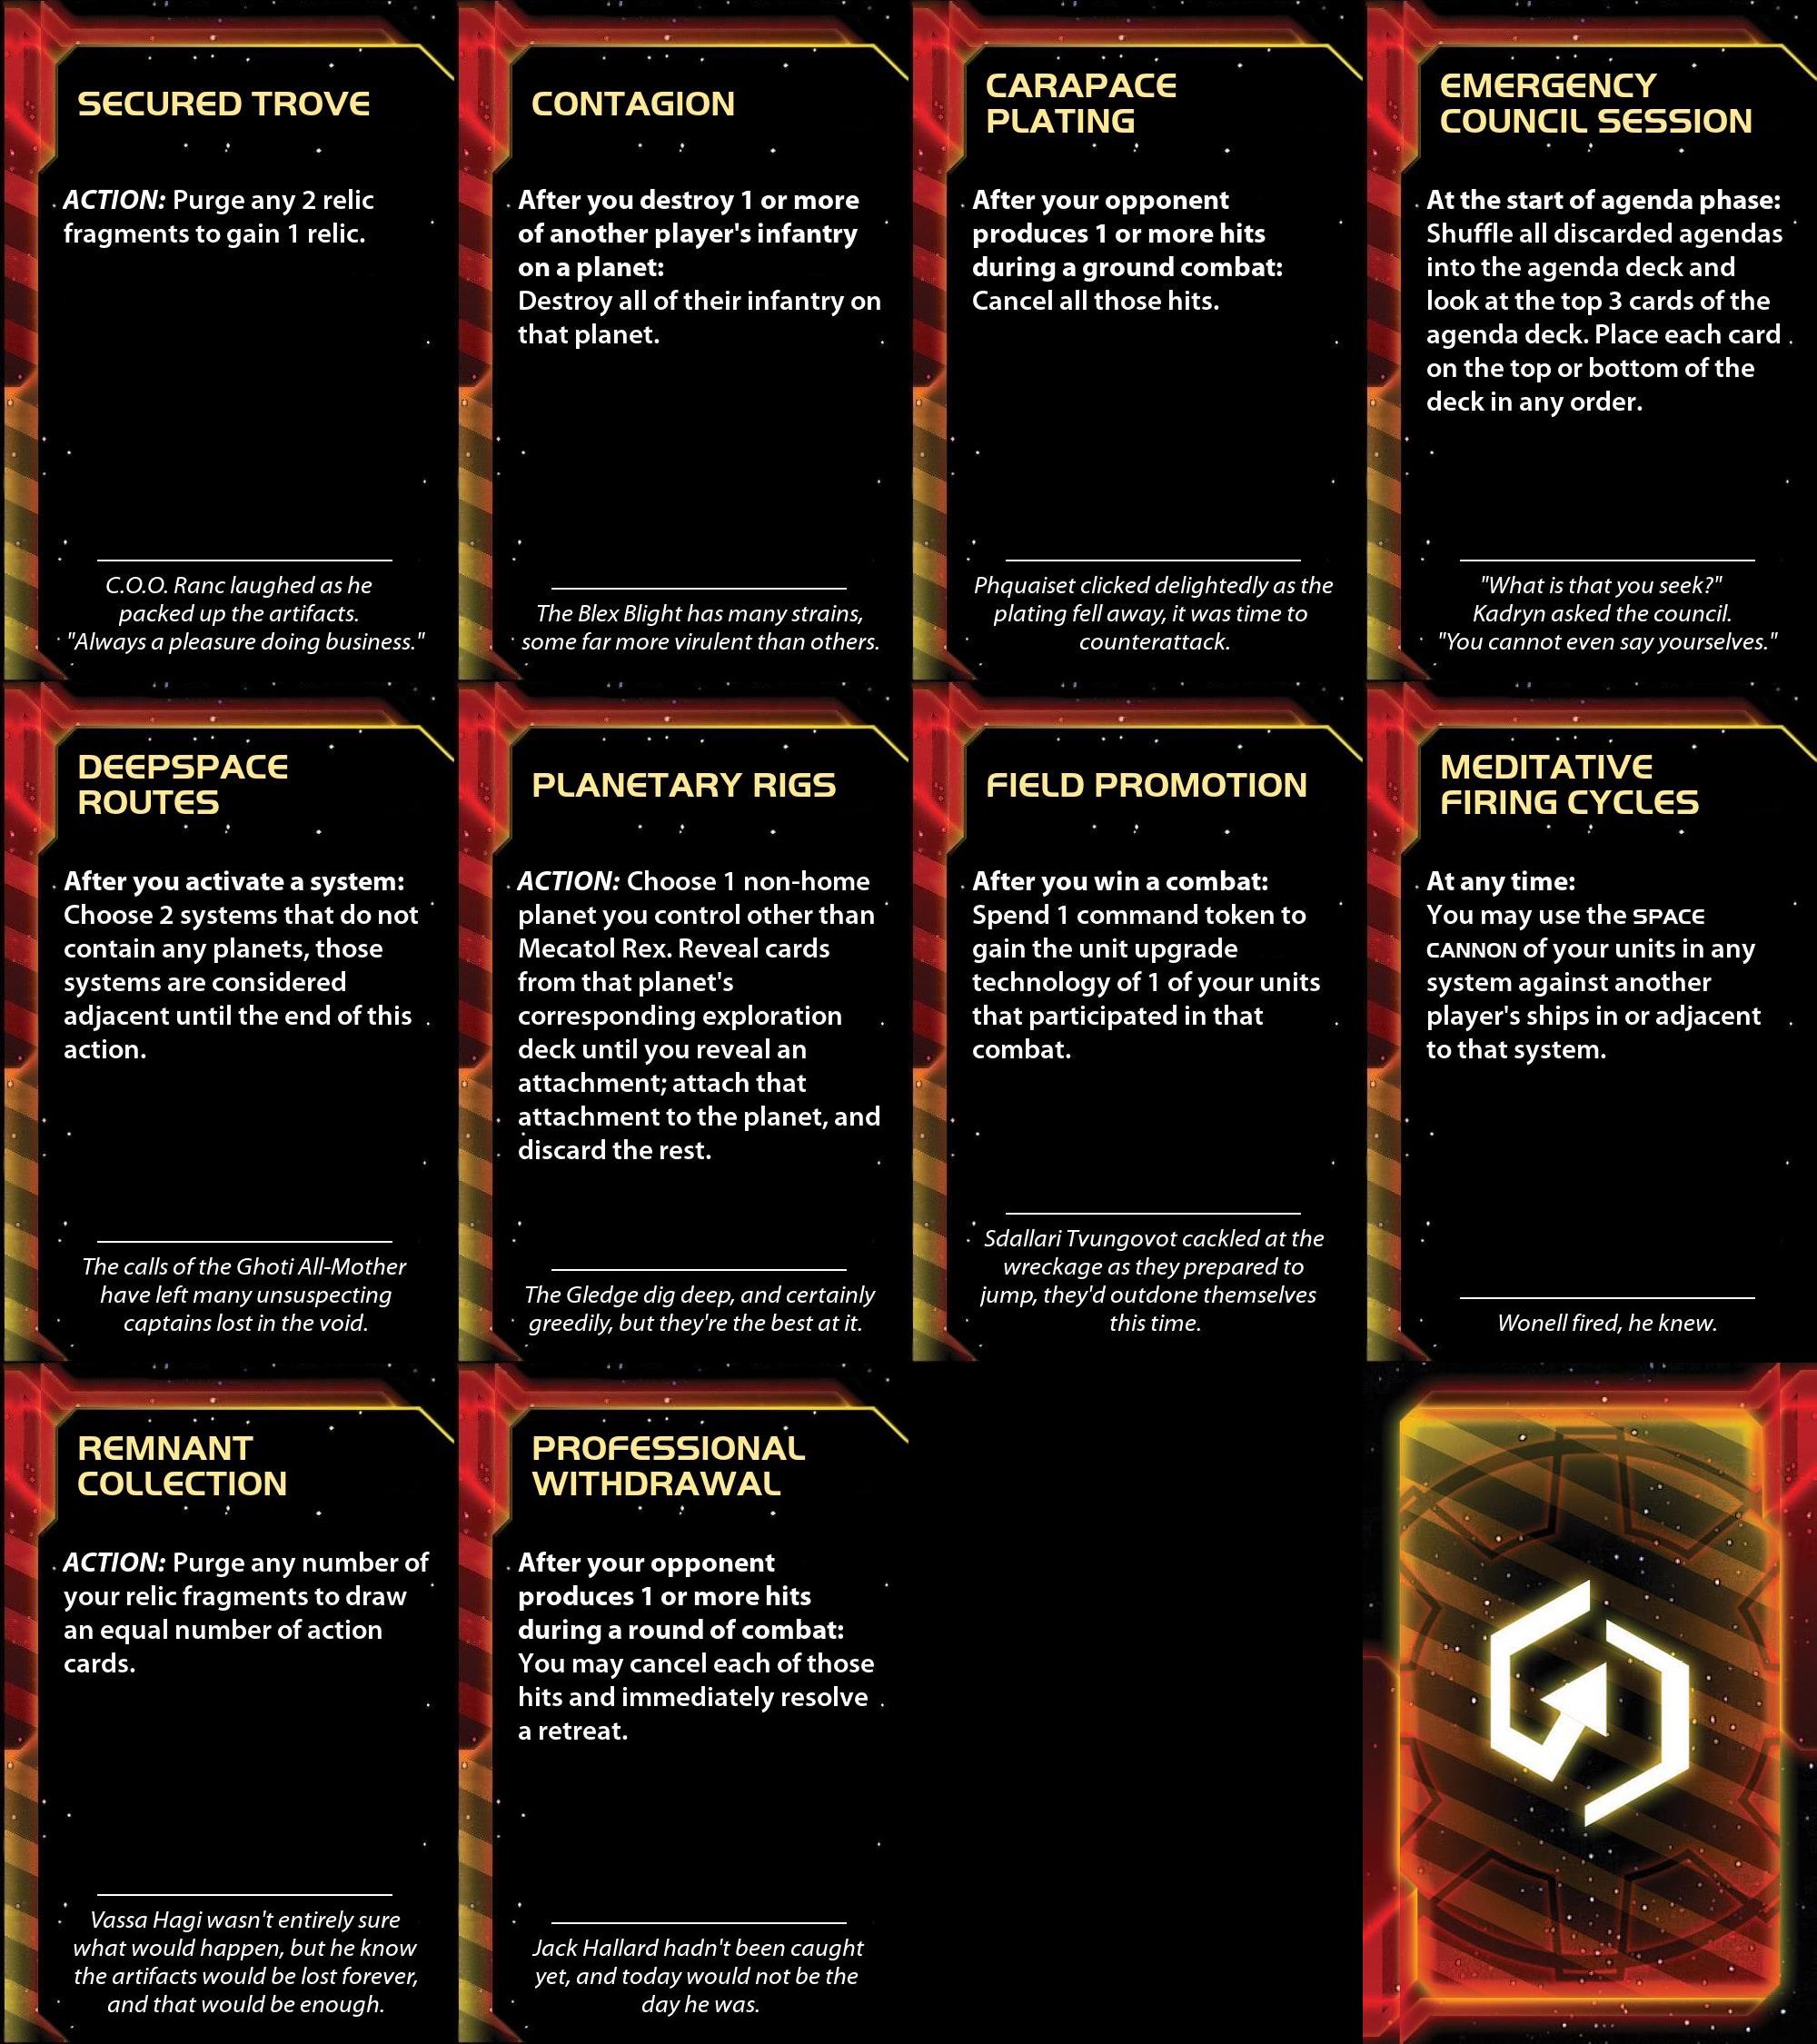 SECURED TROVE
ACTION: Purge any 2 relic
fragments to gain 1 relic.
C.O.O. Ranc laughed as he
packed up the artifacts.
"Always a pleasure doing business."
CONTAGION
After you destroy 1 or more
of another player's infantry
on a planet:
Destroy all of their infantry on
that planet.
The Blex Blight has many strains,
some far more virulent than others.
CARAPACE
PLATING
After your opponent
produces 1 or more hits
during a ground combat:
Cancel all those hits.
Phquaiset clicked delightedly as the
plating fell away, it was time to
counterattack.
EMERGENCY
COUNCIL SESSION
At the start of agenda phase:
Shuffle all discarded agendas
into the agenda deck and
look at the top 3 cards of the
agenda deck. Place each card
on the top or bottom of the
deck in any order.
"What is that you seek?"
Kadryn asked the council.
"You cannot even say yourselves."
DEEPSPACE
ROUTES
After you activate a system:
Choose 2 systems that do not
contain any planets, those
systems are considered
adjacent until the end of this
action.
The calls of the Ghoti All-Mother
have left many unsuspecting
captains lost in the void.
PLANETARY RIGS
ACTION: Choose 1 non-home
planet you control other than
Mecatol Rex. Reveal cards
from that planet's
corresponding exploration
deck until you reveal an
attachment; attach that
attachment to the planet, and
discard the rest.
The Gledge dig deep, and certainly
greedily, but they're the best at it.
FIELD PROMOTION
After you win a combat:
Spend 1 command token to
gain the unit upgrade
technology of 1 of your units
that participated in that
combat.
Sdallari Tvungovot cackled at the
wreckage as they prepared to
jump, they'd outdone themselves
this time.
MEDITATIVE
FIRING CYCLES
At any time:
You may use the SPACE
CANNON of your units in any
system against another
player's ships in or adjacent
to that system.
Wonell fired, he knew.
REMNANT
COLLECTION
ACTION: Purge any number of
your relic fragments to draw
an equal number of action
cards.
Vassa Hagi wasn't entirely sure
what would happen, but he know
the artifacts would be lost forever,
and that would be enough.
PROFESSIONAL
WITHDRAWAL
After your opponent
produces 1 or more hits
during a round of combat:
You may cancel each of those
hits and immediately resolve
a retreat.
Jack Hallard hadn't been caught
yet, and today would not be the
day he was.